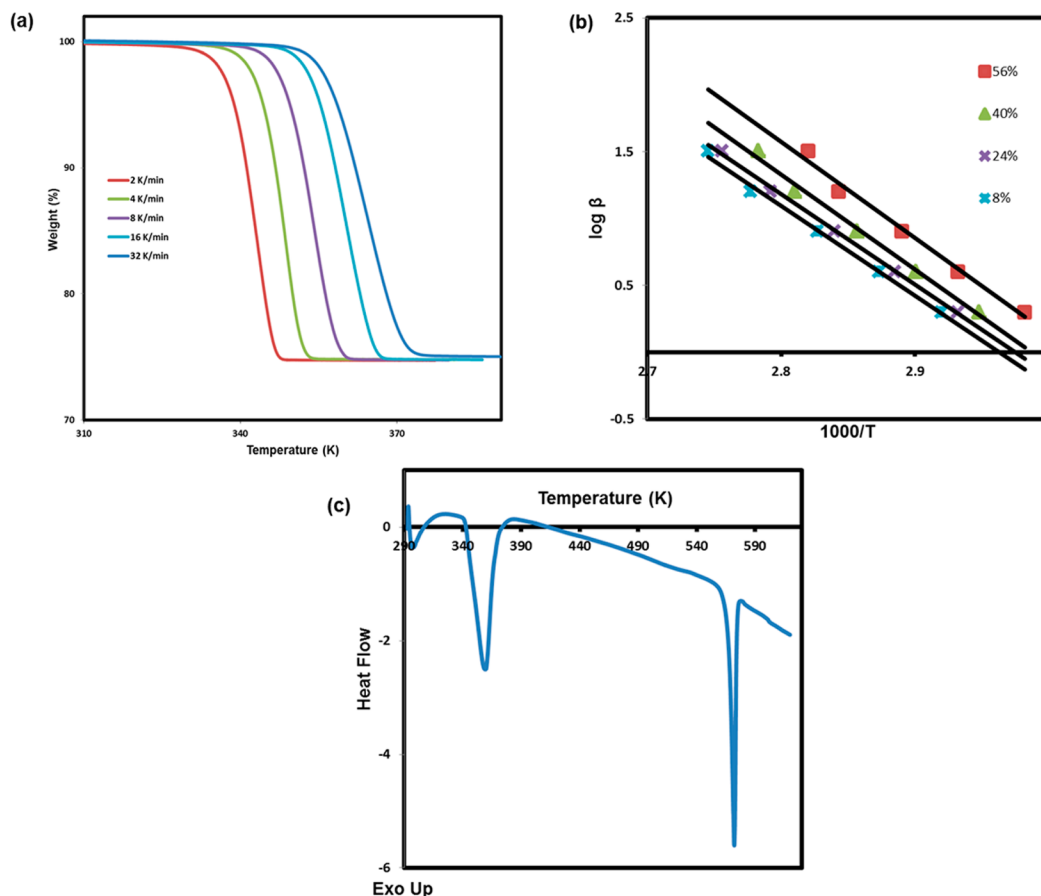 (a)
100
90
80
70
310
340
370
Weight (%)
Temperature (K)
2 K/min
4 K/min
8 K/min
16 K/min
32 K/min
(b)
2.5
1.5
0.5
-0.5
2.7
2.8
2.9
log β
1000/T
56%
40%
24%
8%
(c)
Temperature (K)
0
-2
-4
-6
290
340
390
440
490
540
590
Heat Flow
Exo Up